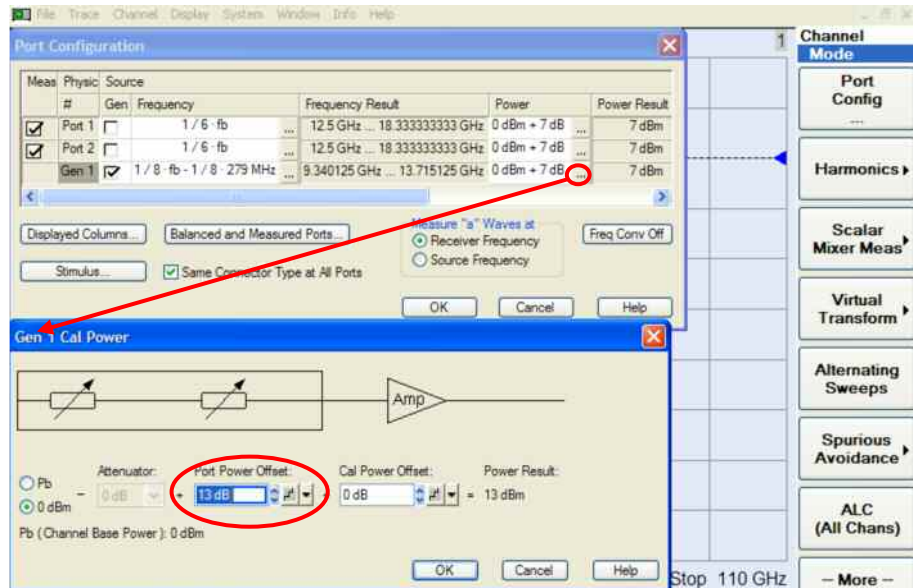 File Trace Channel Display System Window Info Help
Port Configuration
Meas Physic Source
# Gen Frequency Frequency Result Power Power Result
Port 1 1 / 6 · fb ... 12.5 GHz ... 18.333333333 GHz 0 dBm + 7 dB ... 7 dBm
Port 2 1 / 6 · fb ... 12.5 GHz ... 18.333333333 GHz 0 dBm + 7 dB ... 7 dBm
Gen 1 1 / 8 · fb - 1 / 8 · 279 MHz ... 9.340125 GHz ... 13.715125 GHz 0 dBm + 7 dB ... 7 dBm
Displayed Columns... Balanced and Measured Ports...
Measure "a" Waves at
Receiver Frequency
Source Frequency
Freq Conv Off
Stimulus... Same Connector Type at All Ports
OK Cancel Help
Gen 1 Cal Power
Amp
Pb
0 dBm
- Attenuator: 0 dB
+ Port Power Offset: 13 dB
+ Cal Power Offset: 0 dB
= Power Result: 13 dBm
Pb ( Channel Base Power ): 0 dBm
OK Cancel Help
1
Stop 110 GHz
Channel
Mode
Port
Config
...
Harmonics
Scalar
Mixer Meas
Virtual
Transform
Alternating
Sweeps
Spurious
Avoidance
ALC
(All Chans)
-- More --